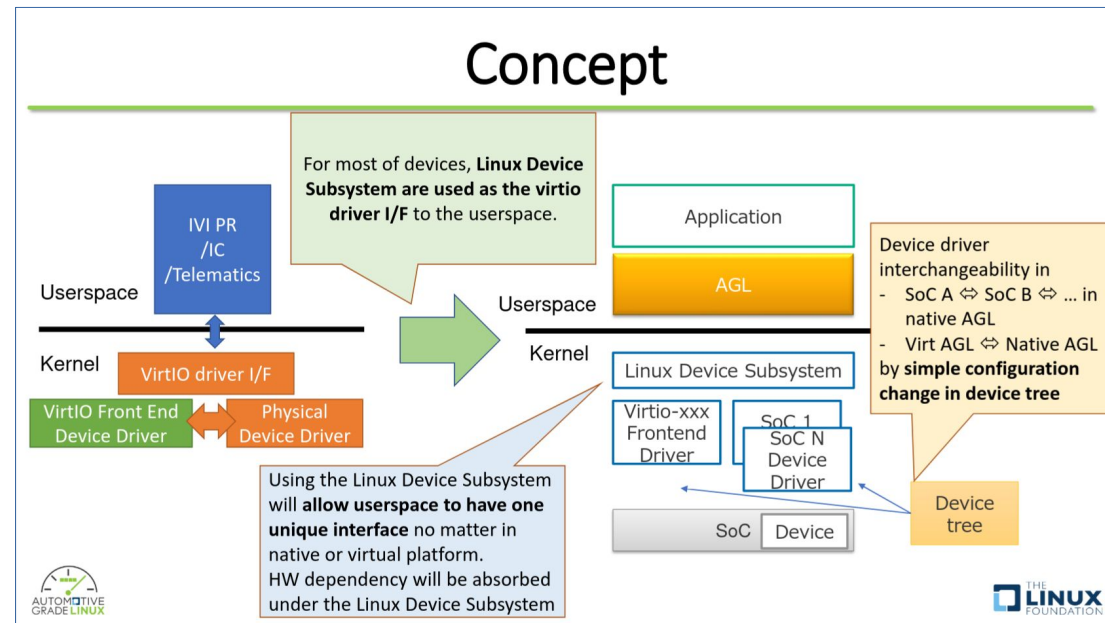 Concept
For most of devices, Linux Device
Subsystem are used as the virtio
driver I/F to the userspace.
IVI PR
/IC
/Telematics
Userspace
Kernel
VirtIO driver I/F
VirtIO Front End
Device Driver
Physical
Device Driver
Application
AGL
Userspace
Kernel
Linux Device Subsystem
Virtio-xxx
Frontend
Driver
SoC 1
SoC N
Device
Driver
SoC
Device
Device driver
interchangeability in
- SoC A ⇔ SoC B ⇔ ... in
native AGL
- Virt AGL ⇔ Native AGL
by simple configuration
change in device tree
Device
tree
Using the Linux Device Subsystem
will allow userspace to have one
unique interface no matter in
native or virtual platform.
HW dependency will be absorbed
under the Linux Device Subsystem
AUTOMOTIVE
GRADE LINUX
THE
LINUX
FOUNDATION